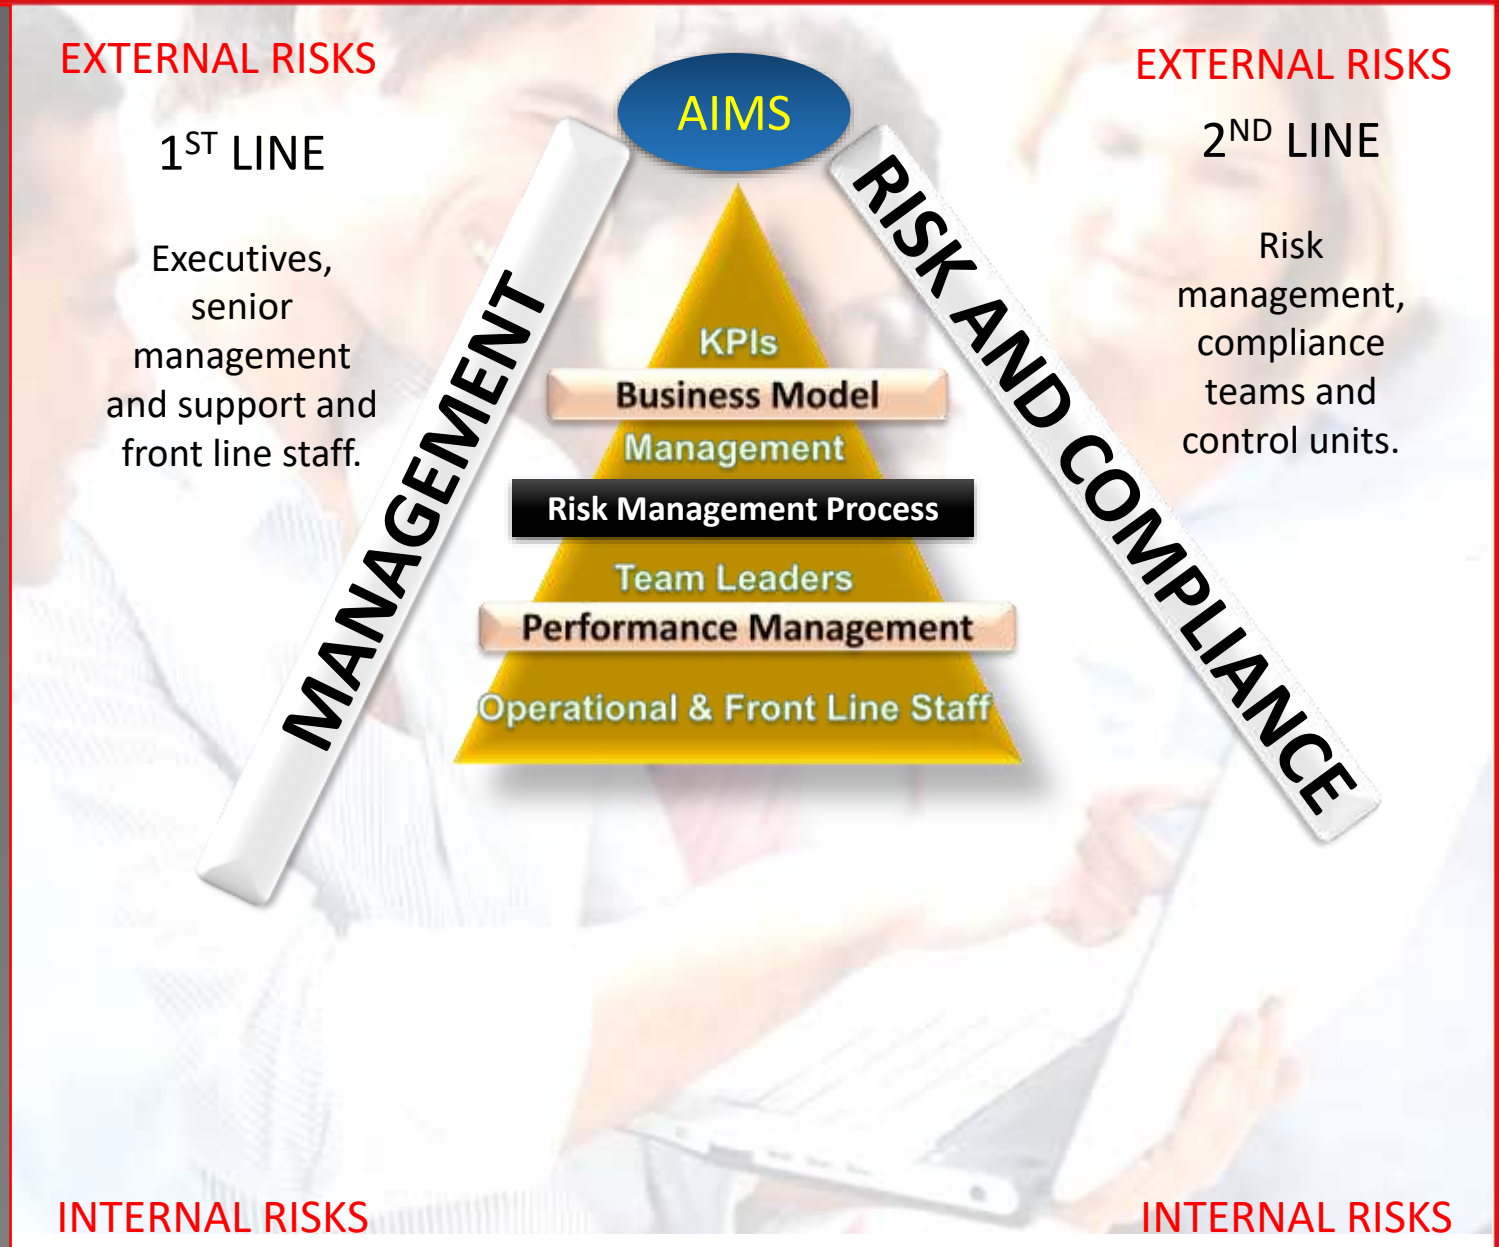 EXTERNAL RISKS
EXTERNAL RISKS
AIMS
1ST LINE
2ND LINE
Executives,
senior
management
and support and
front line staff.
Risk
management,
compliance
teams and
control units.
MANAGEMENT
RISK AND COMPLIANCE
KPIs
Business Model
Management
Risk Management Process
Team Leaders
Performance Management
Operational & Front Line Staff
INTERNAL RISKS
INTERNAL RISKS